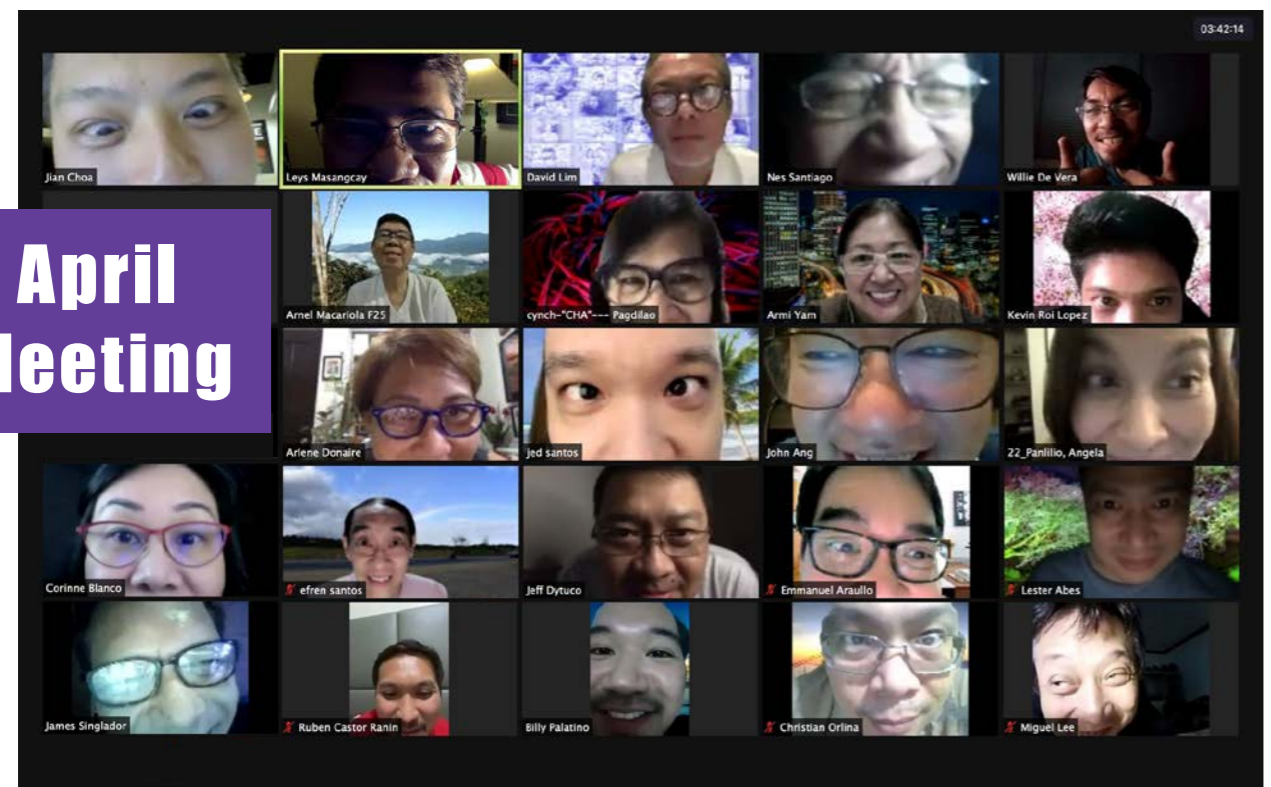 03:42:14
Jian Choa
Leys Masangcay
David Lim
Nes Santiago
Willie De Vera
April
Meeting
Arnel Macariola F25
cynch-"CHA"--- Pagdilao
Armi Yam
Kevin Roi Lopez
Arlene Donaire
jed santos
John Ang
22_Panlilio, Angela
Corinne Blanco
efren santos
Jeff Dytuco
Emmanuel Araullo
Lester Abes
James Singlador
Ruben Castor Ranin
Billy Palatino
Christian Orlina
Miguel Lee